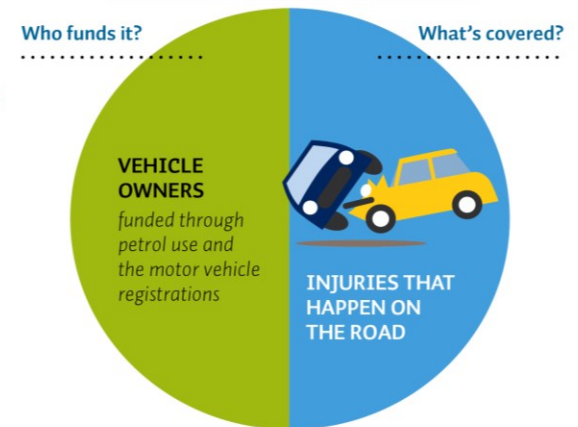 Who funds it?
What's covered?
VEHICLE
OWNERS
funded through
petrol use and
the motor vehicle
registrations
INJURIES THAT
HAPPEN ON
THE ROAD